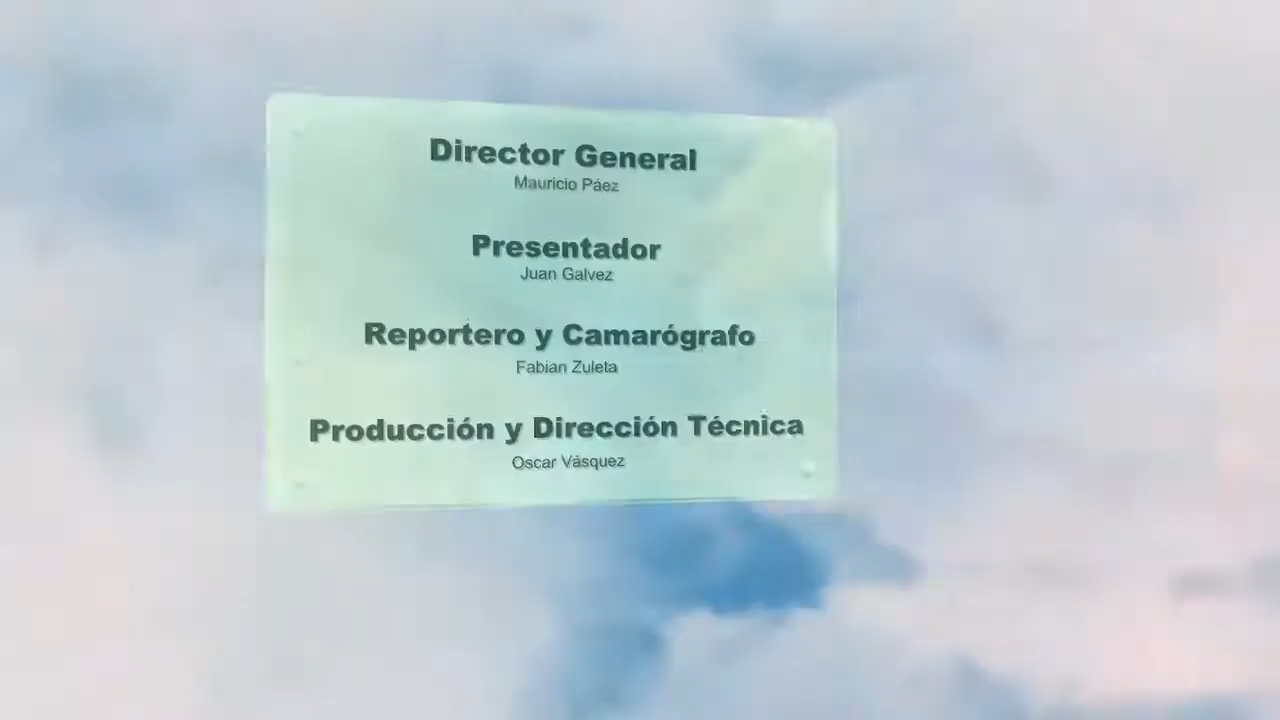 Director General
Mauricio Páez
Presentador
Juan Galvez
Reportero y Camarógrafo
Fabian Zuleta
Producción y Dirección Técnica
Oscar Vásquez